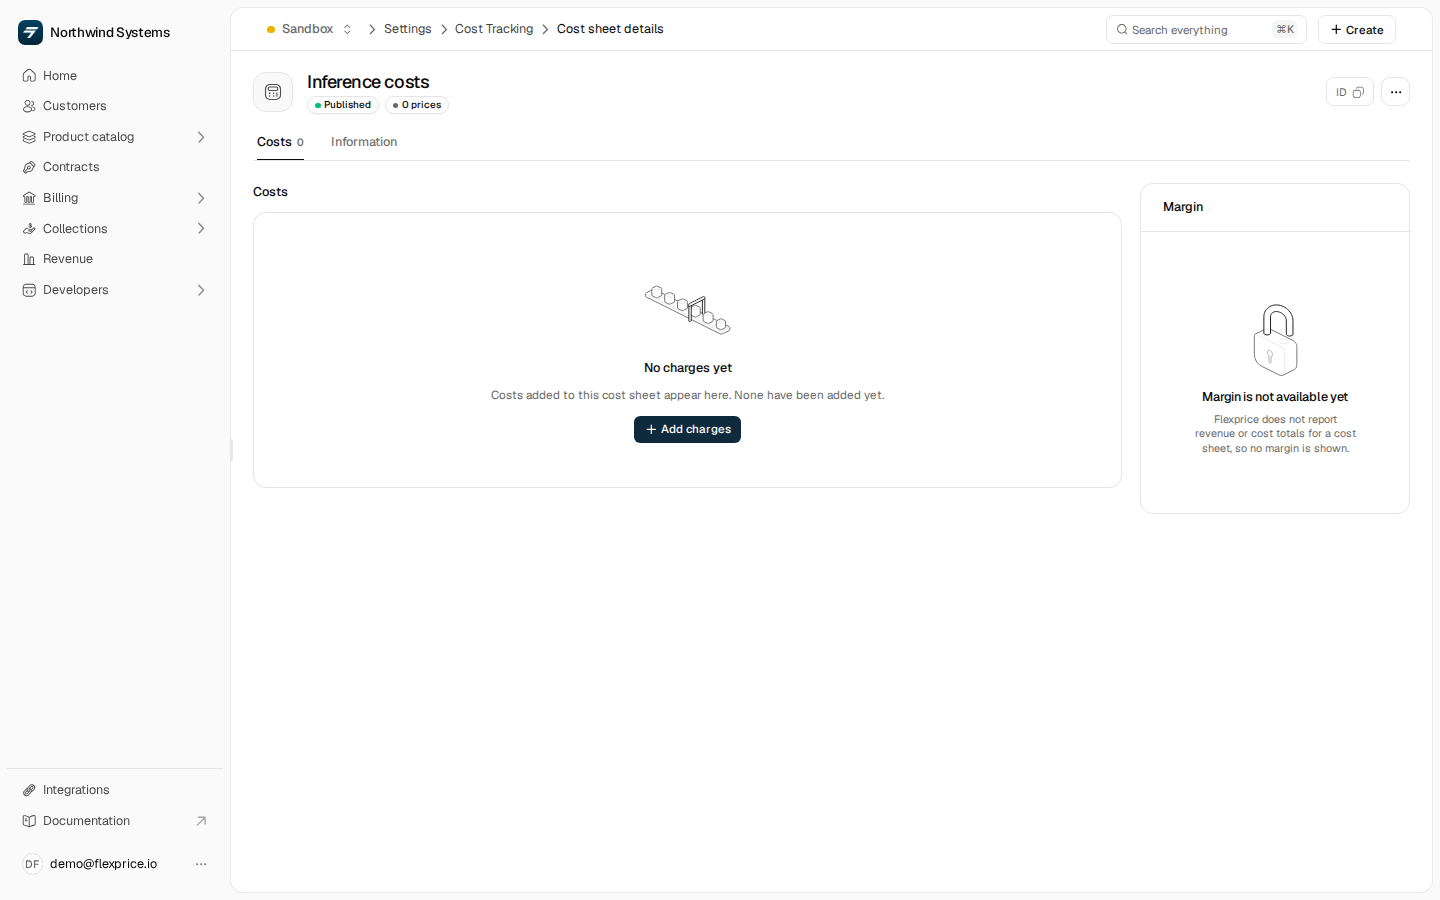 Northwind Systems
Home
Customers
Product catalog
Contracts
Billing
Collections
Revenue
Developers
Integrations
Documentation
DF demo@flexprice.io
Sandbox Settings Cost Tracking Cost sheet details
Search everything ⌘K
Create
Inference costs
Published 0 prices
ID
Costs 0 Information
Costs
No charges yet
Costs added to this cost sheet appear here. None have been added yet.
Add charges
Margin
Margin is not available yet
Flexprice does not report
revenue or cost totals for a cost
sheet, so no margin is shown.